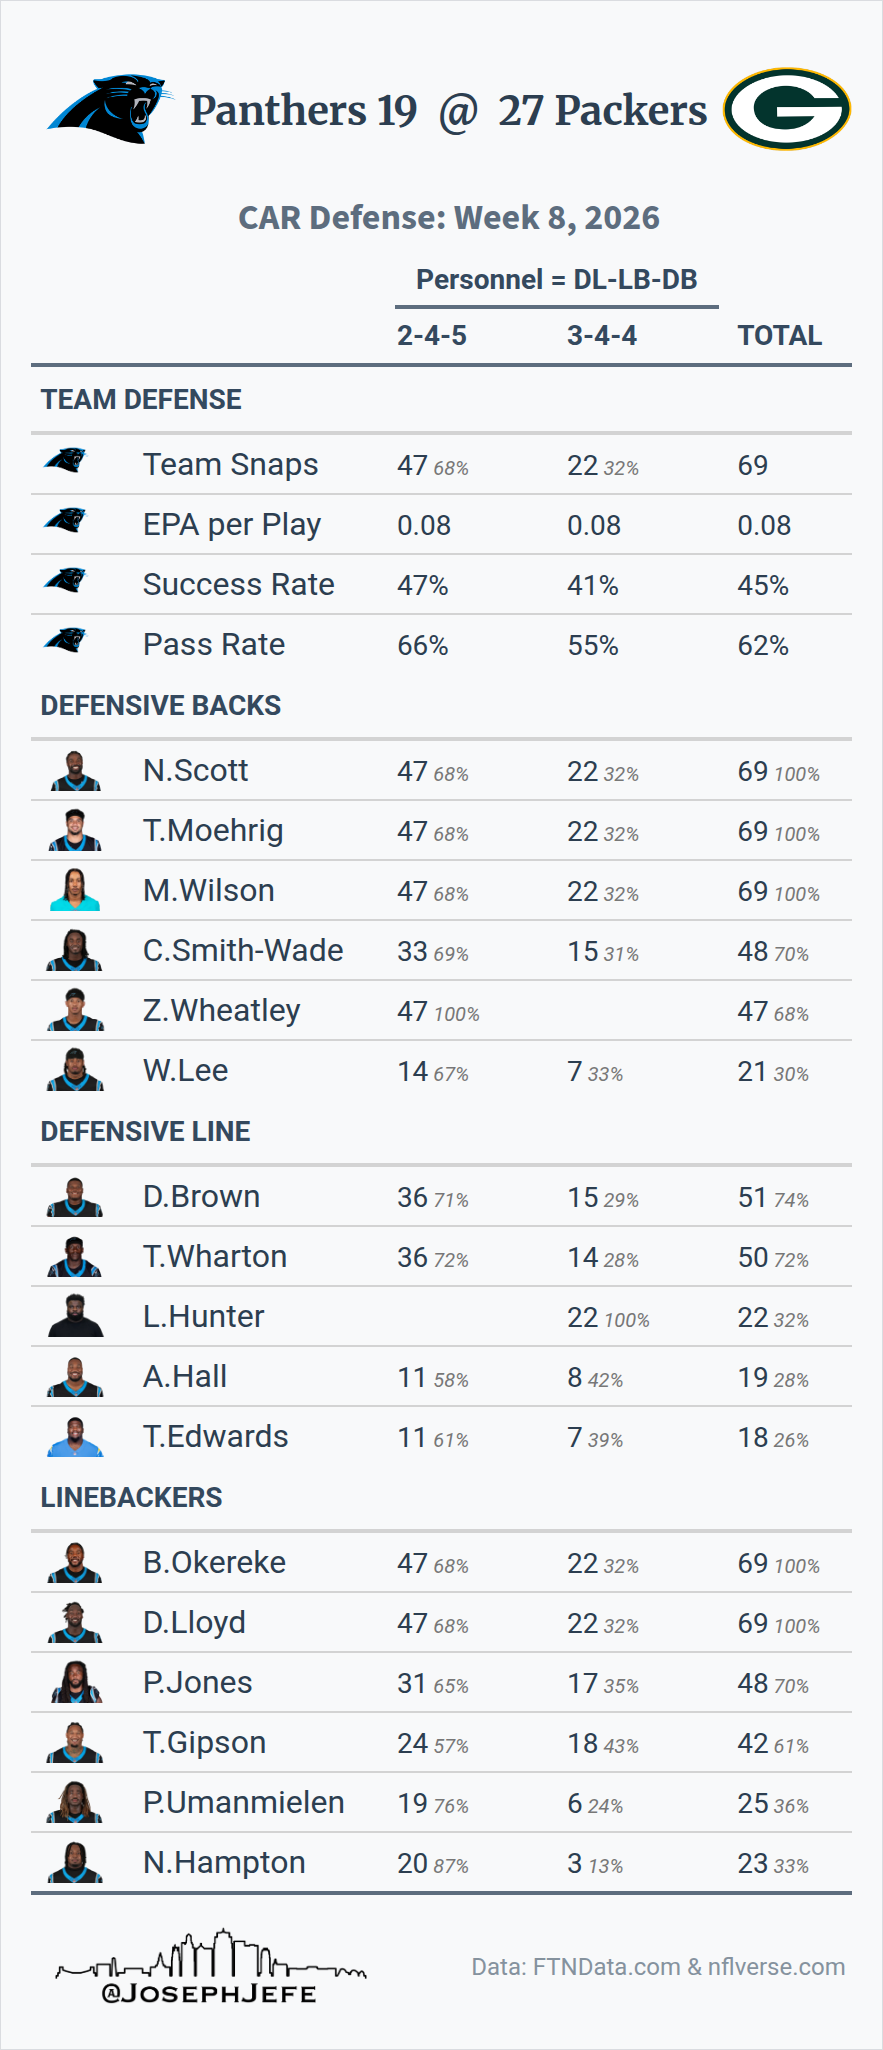 Panthers 19 @ 27 Packers
CAR Defense: Week 8, 2026
Personnel = DL-LB-DB
2-4-5 3-4-4 TOTAL
TEAM DEFENSE
Team Snaps 47 68% 22 32% 69
EPA per Play 0.08 0.08 0.08
Success Rate 47% 41% 45%
Pass Rate 66% 55% 62%
DEFENSIVE BACKS
N.Scott 47 68% 22 32% 69 100%
T.Moehrig 47 68% 22 32% 69 100%
M.Wilson 47 68% 22 32% 69 100%
C.Smith-Wade 33 69% 15 31% 48 70%
Z.Wheatley 47 100% 47 68%
W.Lee 14 67% 7 33% 21 30%
DEFENSIVE LINE
D.Brown 36 71% 15 29% 51 74%
T.Wharton 36 72% 14 28% 50 72%
L.Hunter 22 100% 22 32%
A.Hall 11 58% 8 42% 19 28%
T.Edwards 11 61% 7 39% 18 26%
LINEBACKERS
B.Okereke 47 68% 22 32% 69 100%
D.Lloyd 47 68% 22 32% 69 100%
P.Jones 31 65% 17 35% 48 70%
T.Gipson 24 57% 18 43% 42 61%
P.Umanmielen 19 76% 6 24% 25 36%
N.Hampton 20 87% 3 13% 23 33%
@JOSEPHJEFE
Data: FTNData.com & nflverse.com